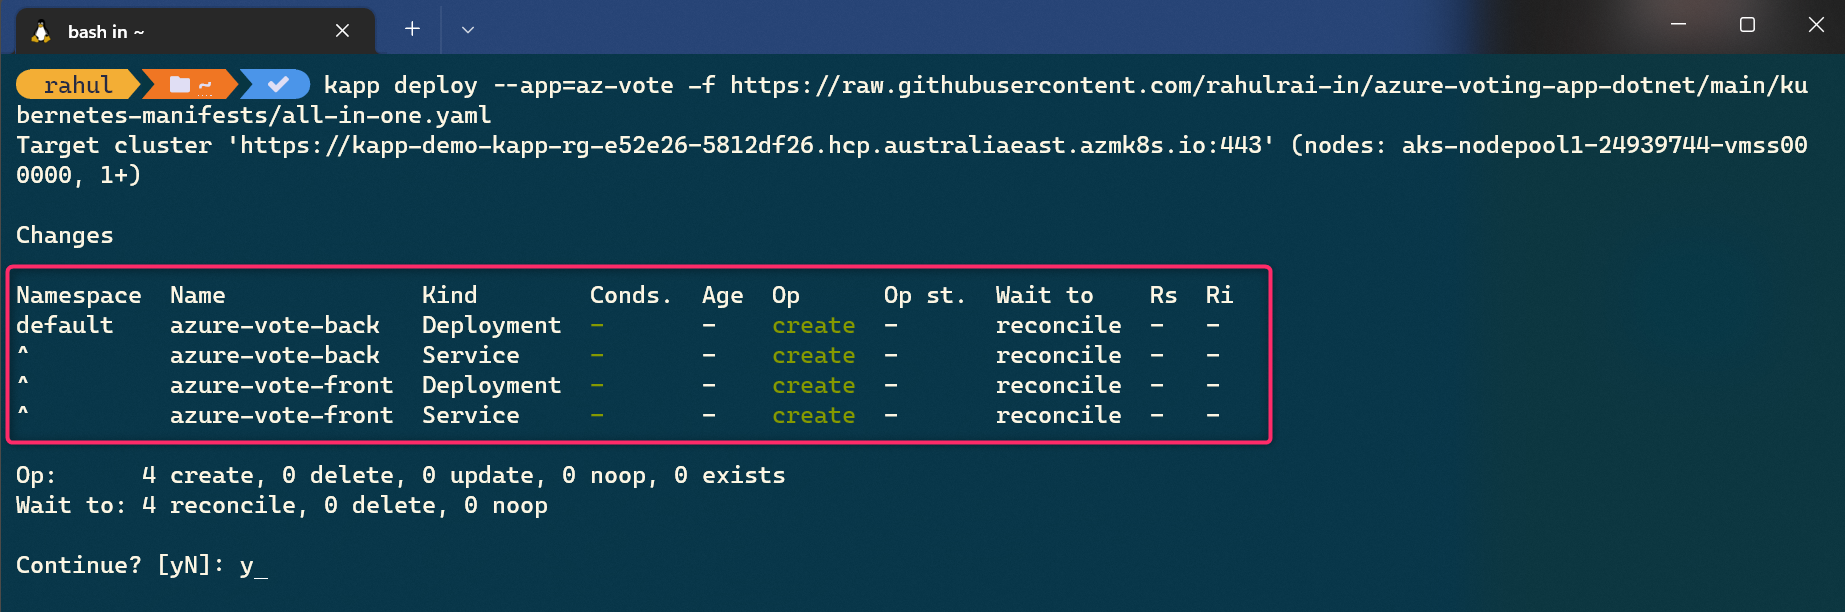 bash in ~
rahul ~ kapp deploy --app=az-vote -f https://raw.githubusercontent.com/rahulrai-in/azure-voting-app-dotnet/main/ku
bernetes-manifests/all-in-one.yaml
Target cluster 'https://kapp-demo-kapp-rg-e52e26-5812df26.hcp.australiaeast.azmk8s.io:443' (nodes: aks-nodepool1-24939744-vmss00
0000, 1+)
Changes
Namespace  Name              Kind        Conds.  Age  Op      Op st.  Wait to    Rs  Ri
default    azure-vote-back   Deployment  -       -    create  -       reconcile  -   -
^          azure-vote-back   Service     -       -    create  -       reconcile  -   -
^          azure-vote-front  Deployment  -       -    create  -       reconcile  -   -
^          azure-vote-front  Service     -       -    create  -       reconcile  -   -
Op:      4 create, 0 delete, 0 update, 0 noop, 0 exists
Wait to: 4 reconcile, 0 delete, 0 noop
Continue? [yN]: y_